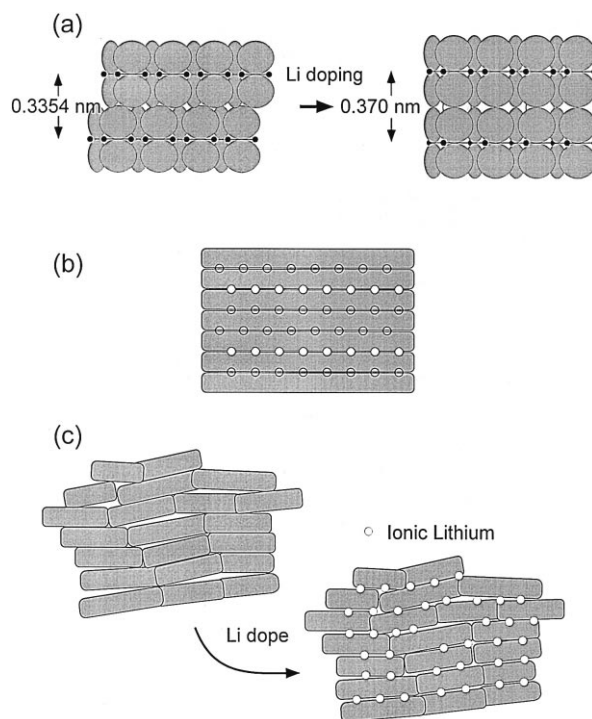 (a)
Li doping
0.3354 nm
0.370 nm
(b)
(c)
Ionic Lithium
Li dope